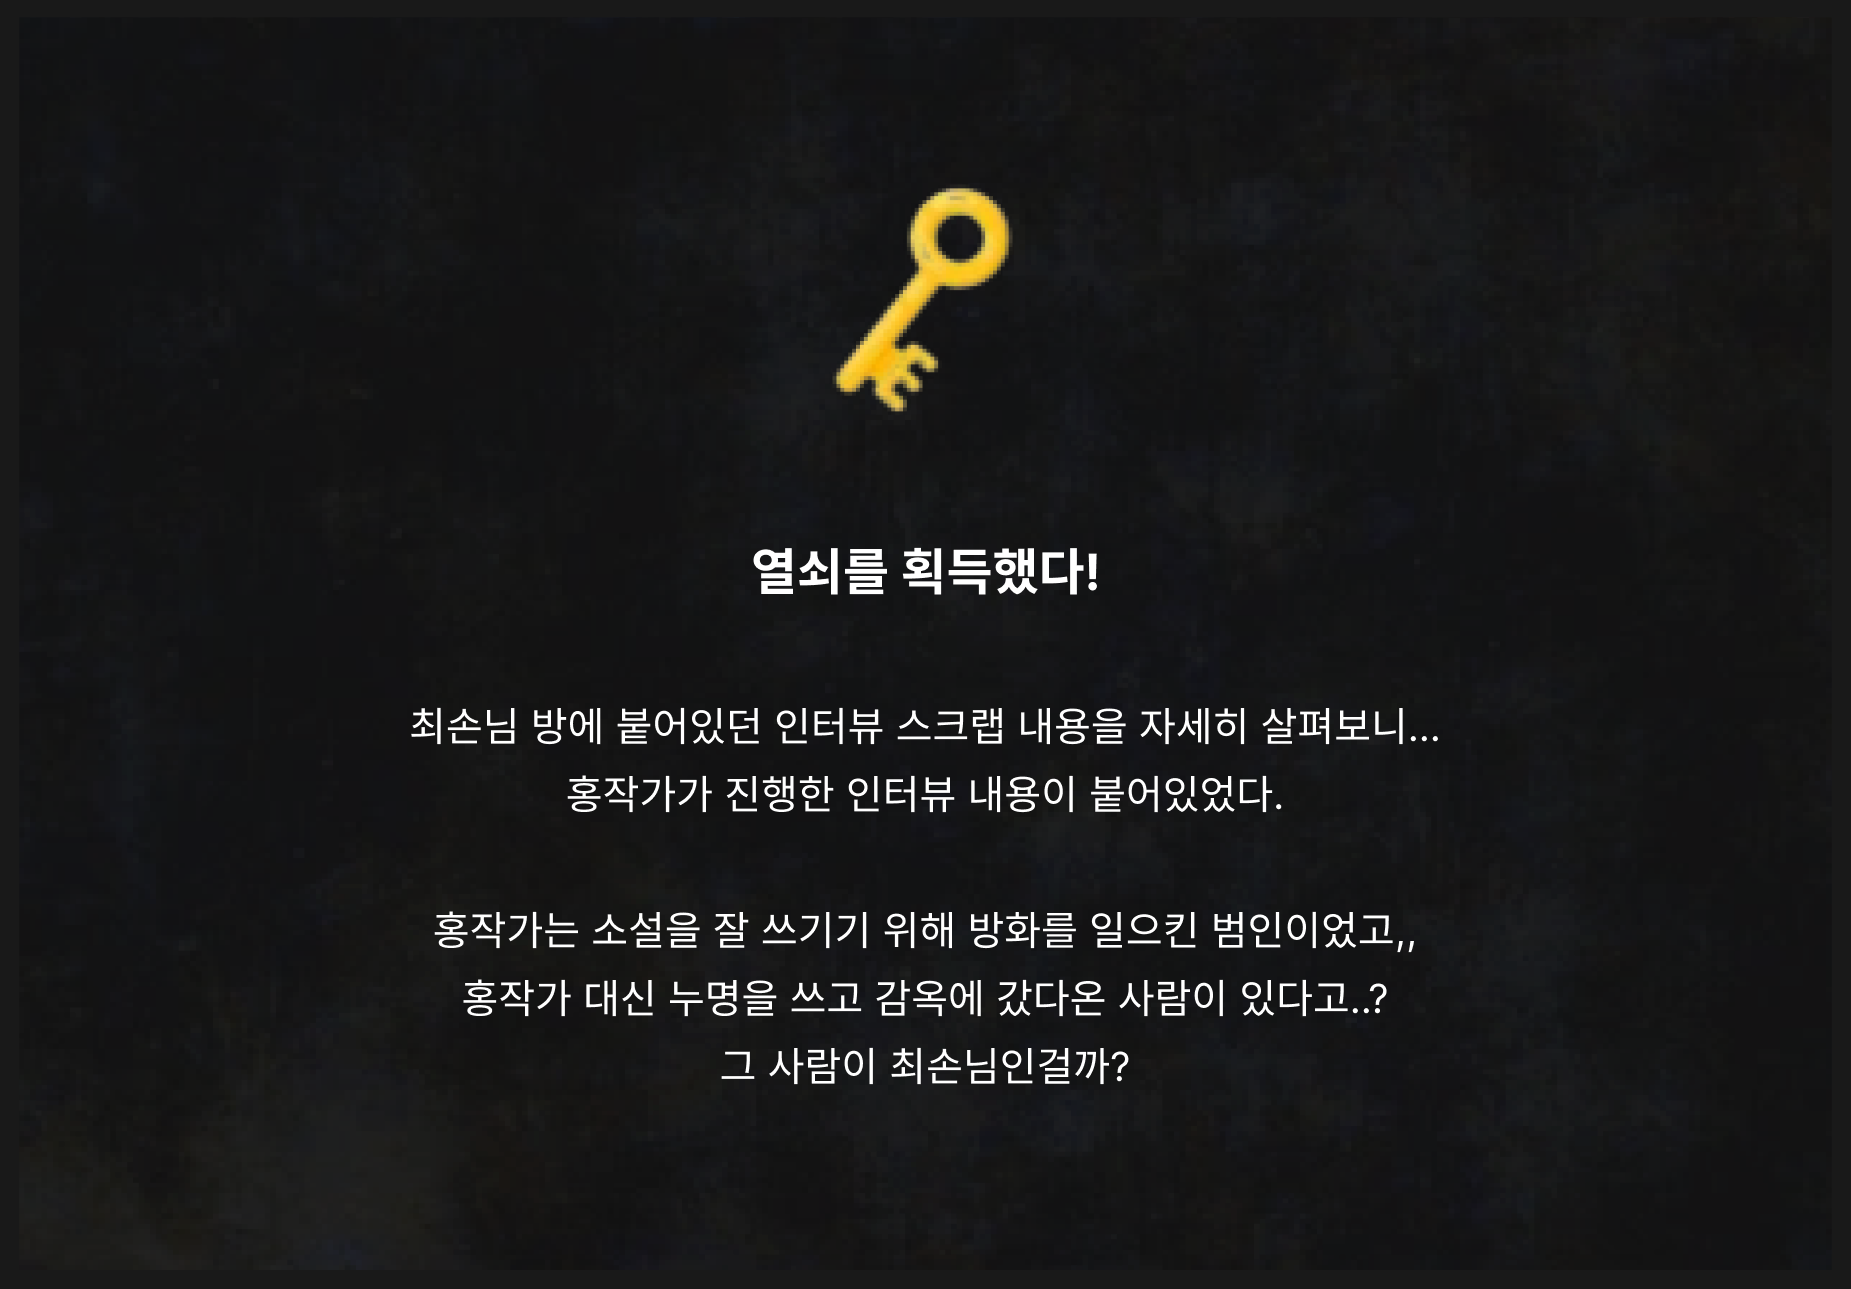 열쇠를 획득했다!
최손님 방에 붙어있던 인터뷰 스크랩 내용을 자세히 살펴보니...
홍작가가 진행한 인터뷰 내용이 붙어있었다.
홍작가는 소설을 잘 쓰기기 위해 방화를 일으킨 범인이었고,,
홍작가 대신 누명을 쓰고 감옥에 갔다온 사람이 있다고..?
그 사람이 최손님인걸까?